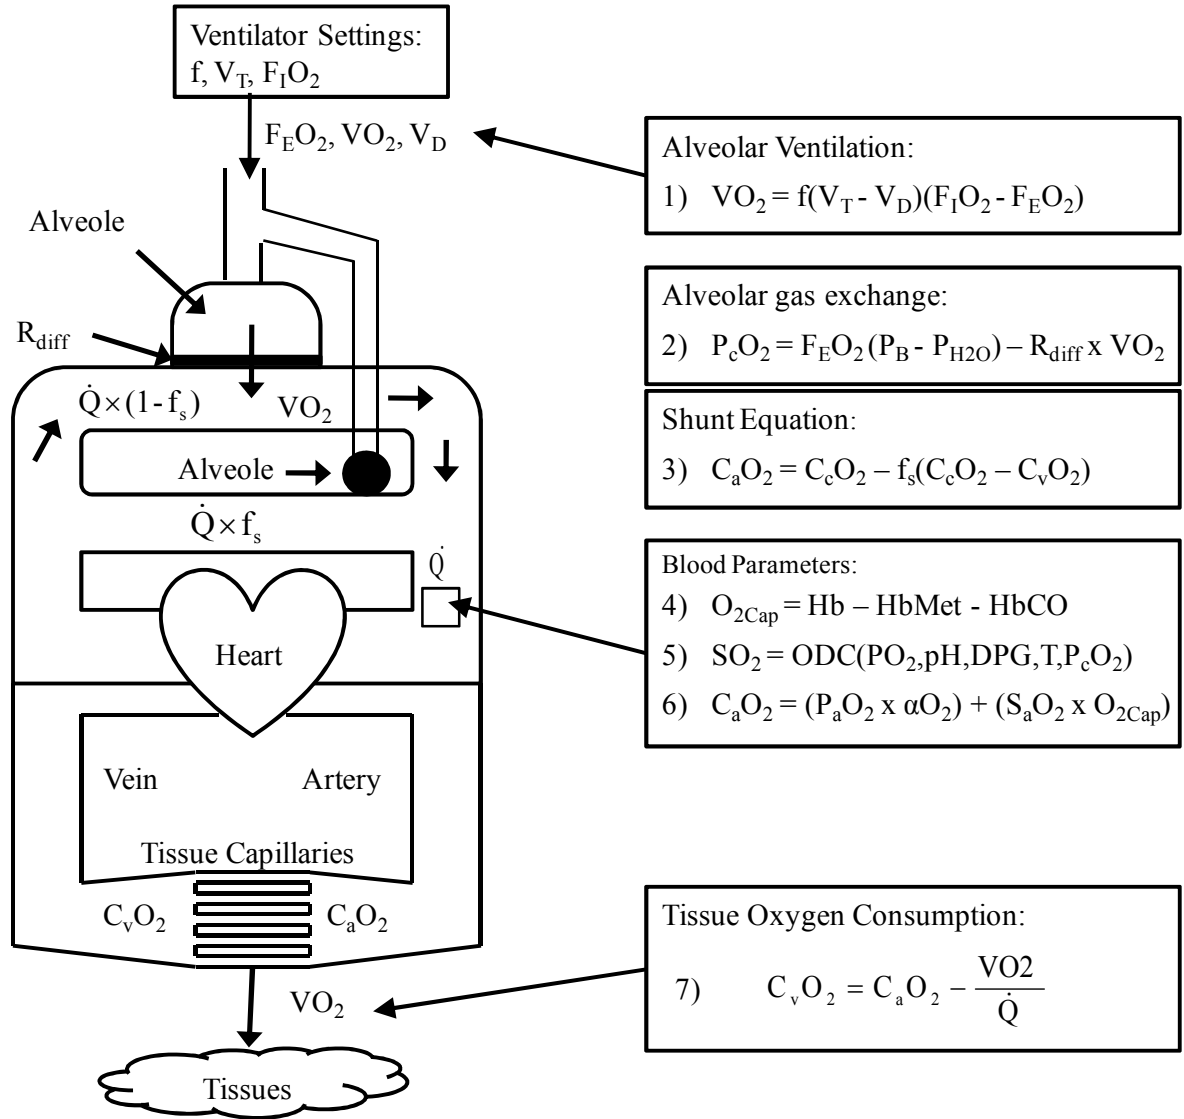 Ventilator Settings:
f, V_T, F_IO_2
F_EO_2, VO_2, V_D
Alveole
R_diff
Q̇×(1-f_s)
VO_2
Alveole
Q̇×f_s
Q̇
Heart
Vein
Artery
Tissue Capillaries
C_vO_2
C_aO_2
VO_2
Tissues
Alveolar Ventilation:
1) VO_2 = f(V_T - V_D)(F_IO_2 - F_EO_2)
Alveolar gas exchange:
2) P_cO_2 = F_EO_2 (P_B - P_H2O) – R_diff x VO_2
Shunt Equation:
3) C_aO_2 = C_cO_2 – f_s(C_cO_2 – C_vO_2)
Blood Parameters:
4) O_2Cap = Hb – HbMet - HbCO
5) SO_2 = ODC(PO_2,pH,DPG,T,P_cO_2)
6) C_aO_2 = (P_aO_2 x αO_2) + (S_aO_2 x O_2Cap)
Tissue Oxygen Consumption:
7) C_vO_2 = C_aO_2 − VO2 / Q̇